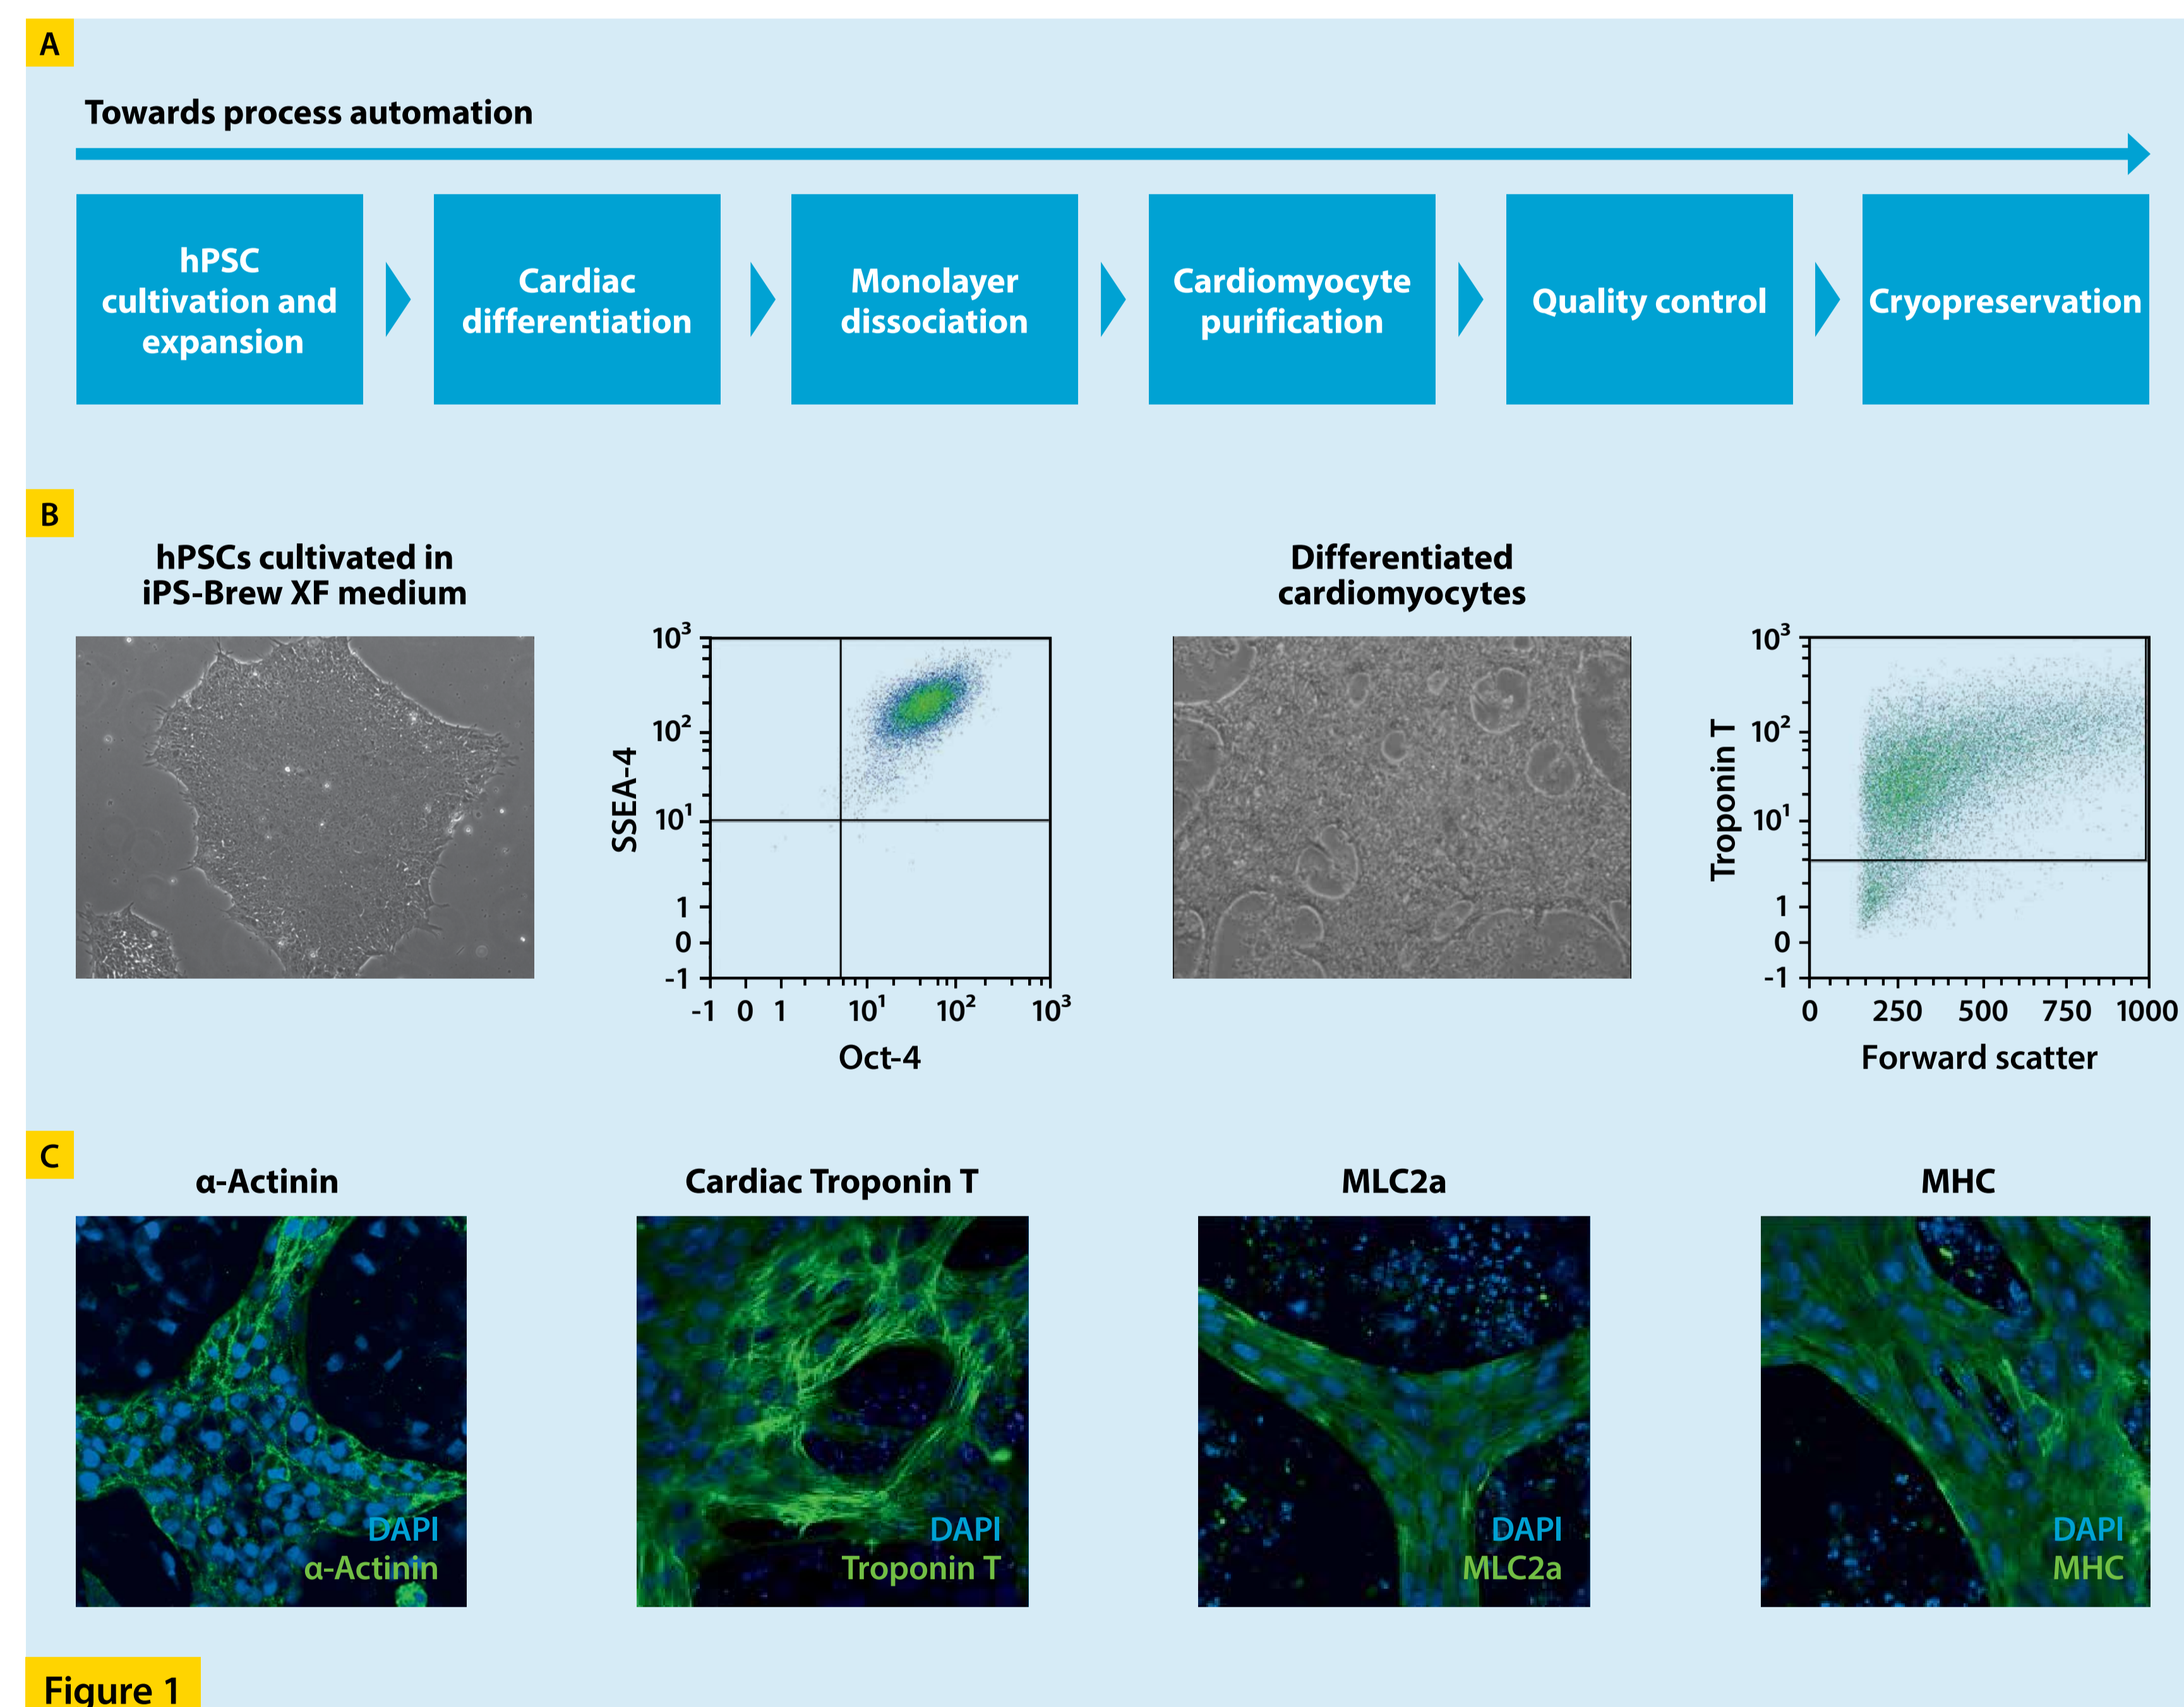 A
Towards process automation
hPSC
cultivation and
expansion
Cardiac
differentiation
Monolayer
dissociation
Cardiomyocyte
purification
Quality control
Cryopreservation
B
hPSCs cultivated in
iPS-Brew XF medium
SSEA-4
10³
10²
10¹
1
0
-1
-1 0 1 10¹ 10² 10³
Oct-4
Differentiated
cardiomyocytes
Troponin T
10³
10²
10¹
1
0
-1
0 250 500 750 1000
Forward scatter
C
α-Actinin
DAPI
α-Actinin
Cardiac Troponin T
DAPI
Troponin T
MLC2a
DAPI
MLC2a
MHC
DAPI
MHC
Figure 1